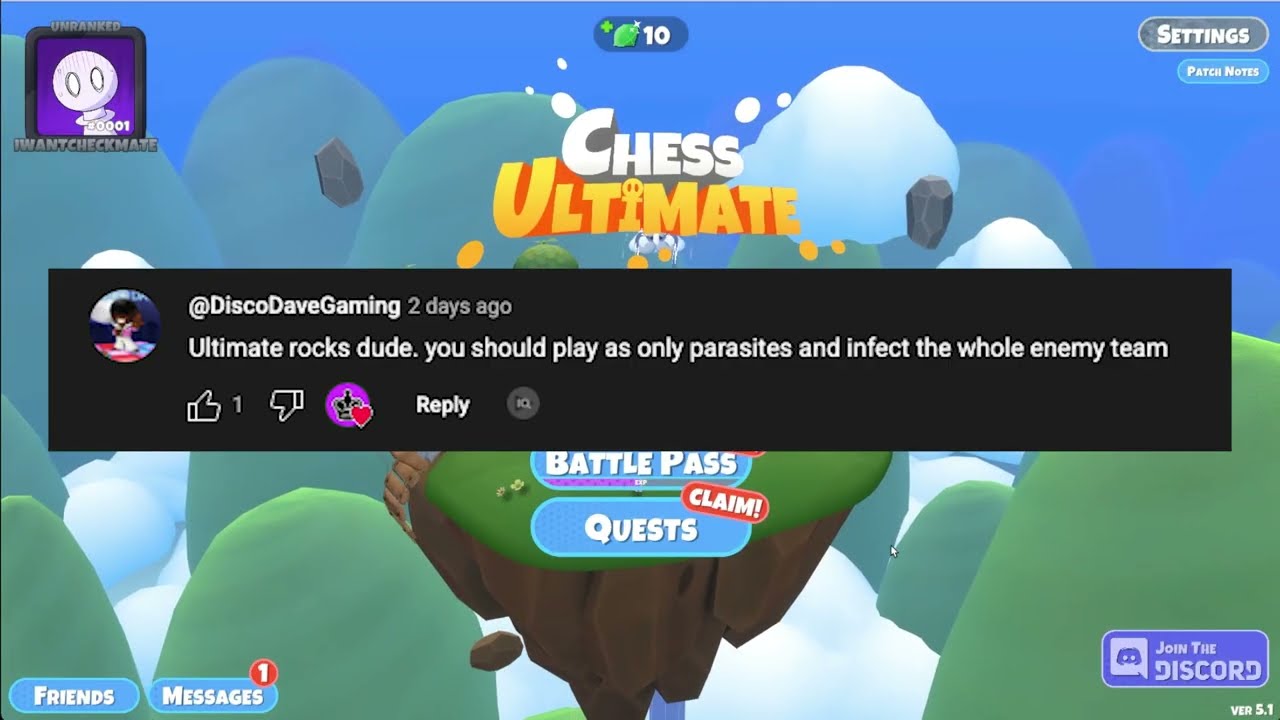 UNRANKED
10
SETTINGS
PATCH NOTES
#0001
IWANTCHECKMATE
CHESS
ULTIMATE
@DiscoDaveGaming 2 days ago
Ultimate rocks dude. you should play as only parasites and infect the whole enemy team
1
Reply
IQ
BATTLE PASS
EXP
CLAIM!
QUESTS
JOIN THE
DISCORD
FRIENDS
MESSAGES
1
VER 5.1